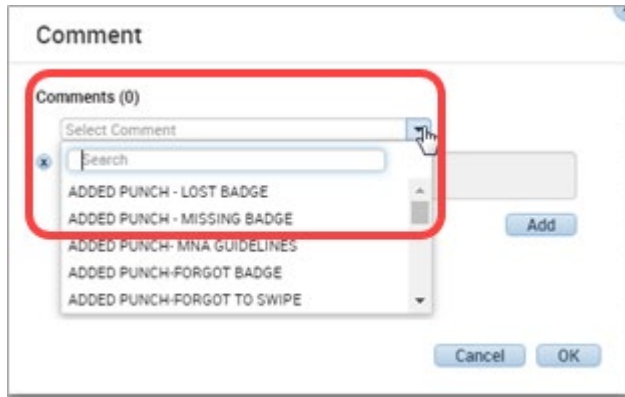 Comment
Comments (0)
Select Comment
Search
ADDED PUNCH - LOST BADGE
ADDED PUNCH - MISSING BADGE
ADDED PUNCH- MNA GUIDELINES
ADDED PUNCH-FORGOT BADGE
ADDED PUNCH-FORGOT TO SWIPE
Add
Cancel OK